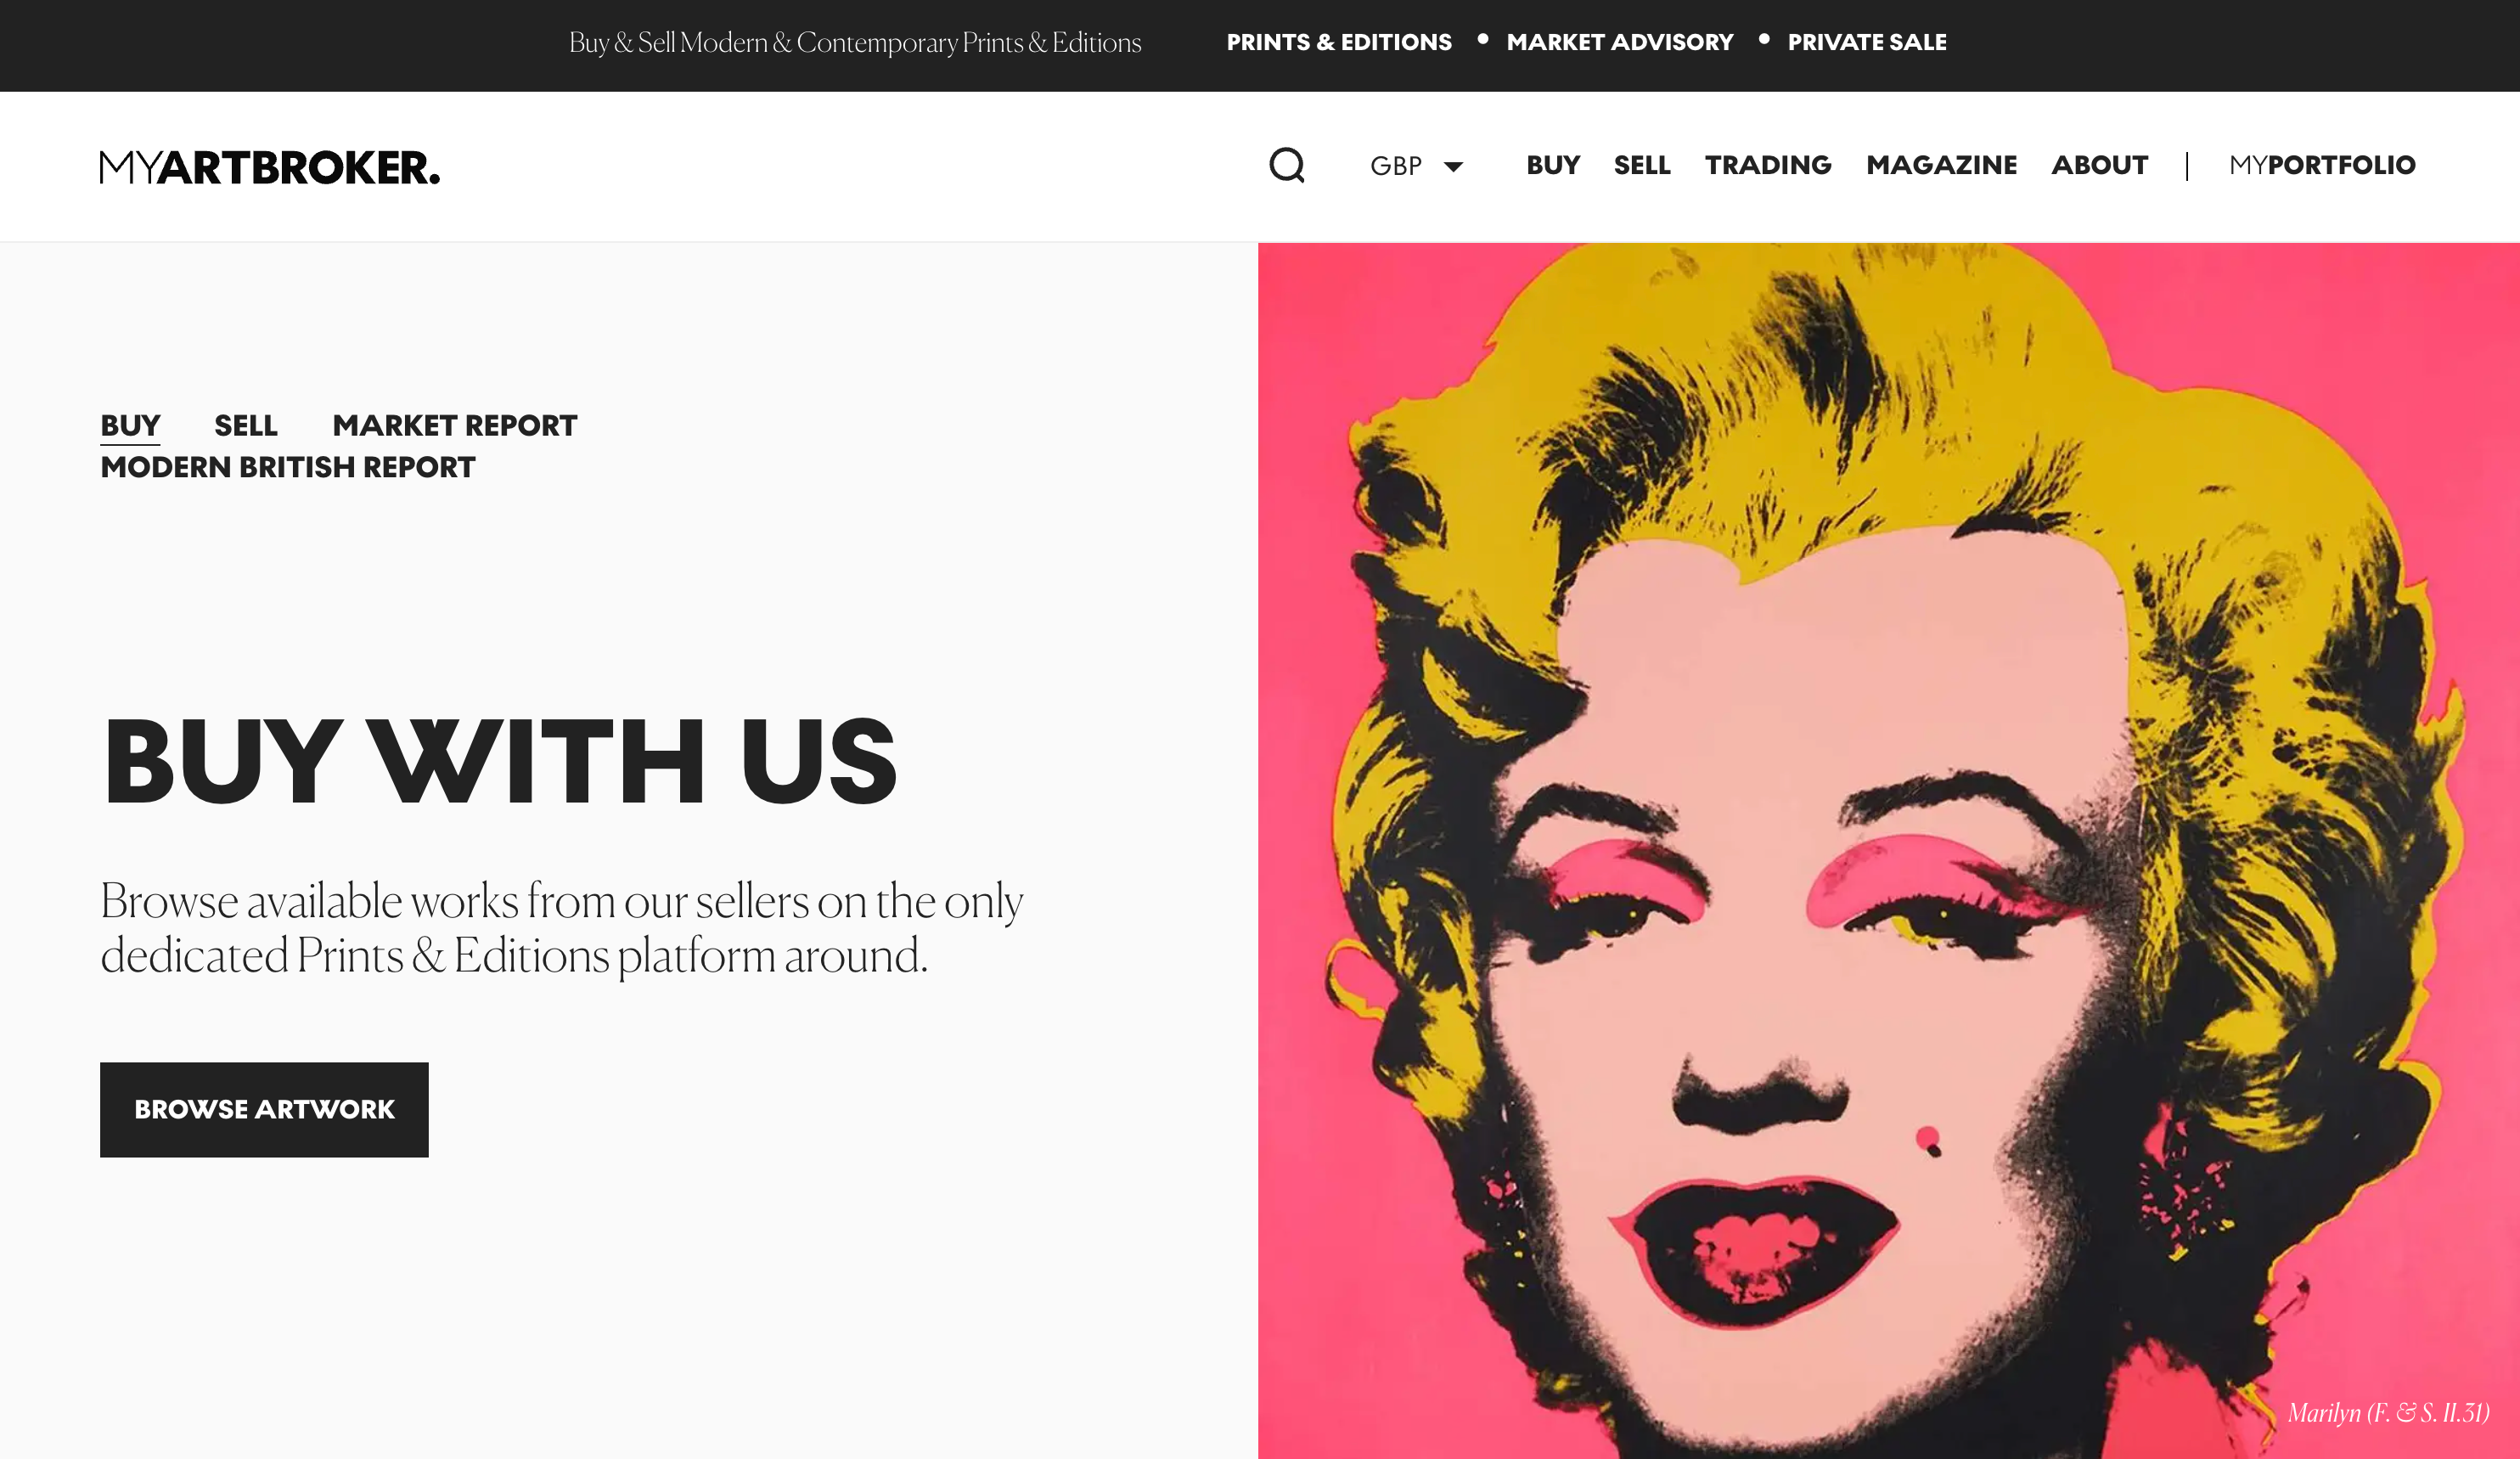 Buy & Sell Modern & Contemporary Prints & Editions PRINTS & EDITIONS • MARKET ADVISORY • PRIVATE SALE
MYARTBROKER. GBP BUY SELL TRADING MAGAZINE ABOUT | MYPORTFOLIO
BUY SELL MARKET REPORT
MODERN BRITISH REPORT
BUY WITH US
Browse available works from our sellers on the only
dedicated Prints & Editions platform around.
BROWSE ARTWORK
Marilyn (F. & S. II.31)